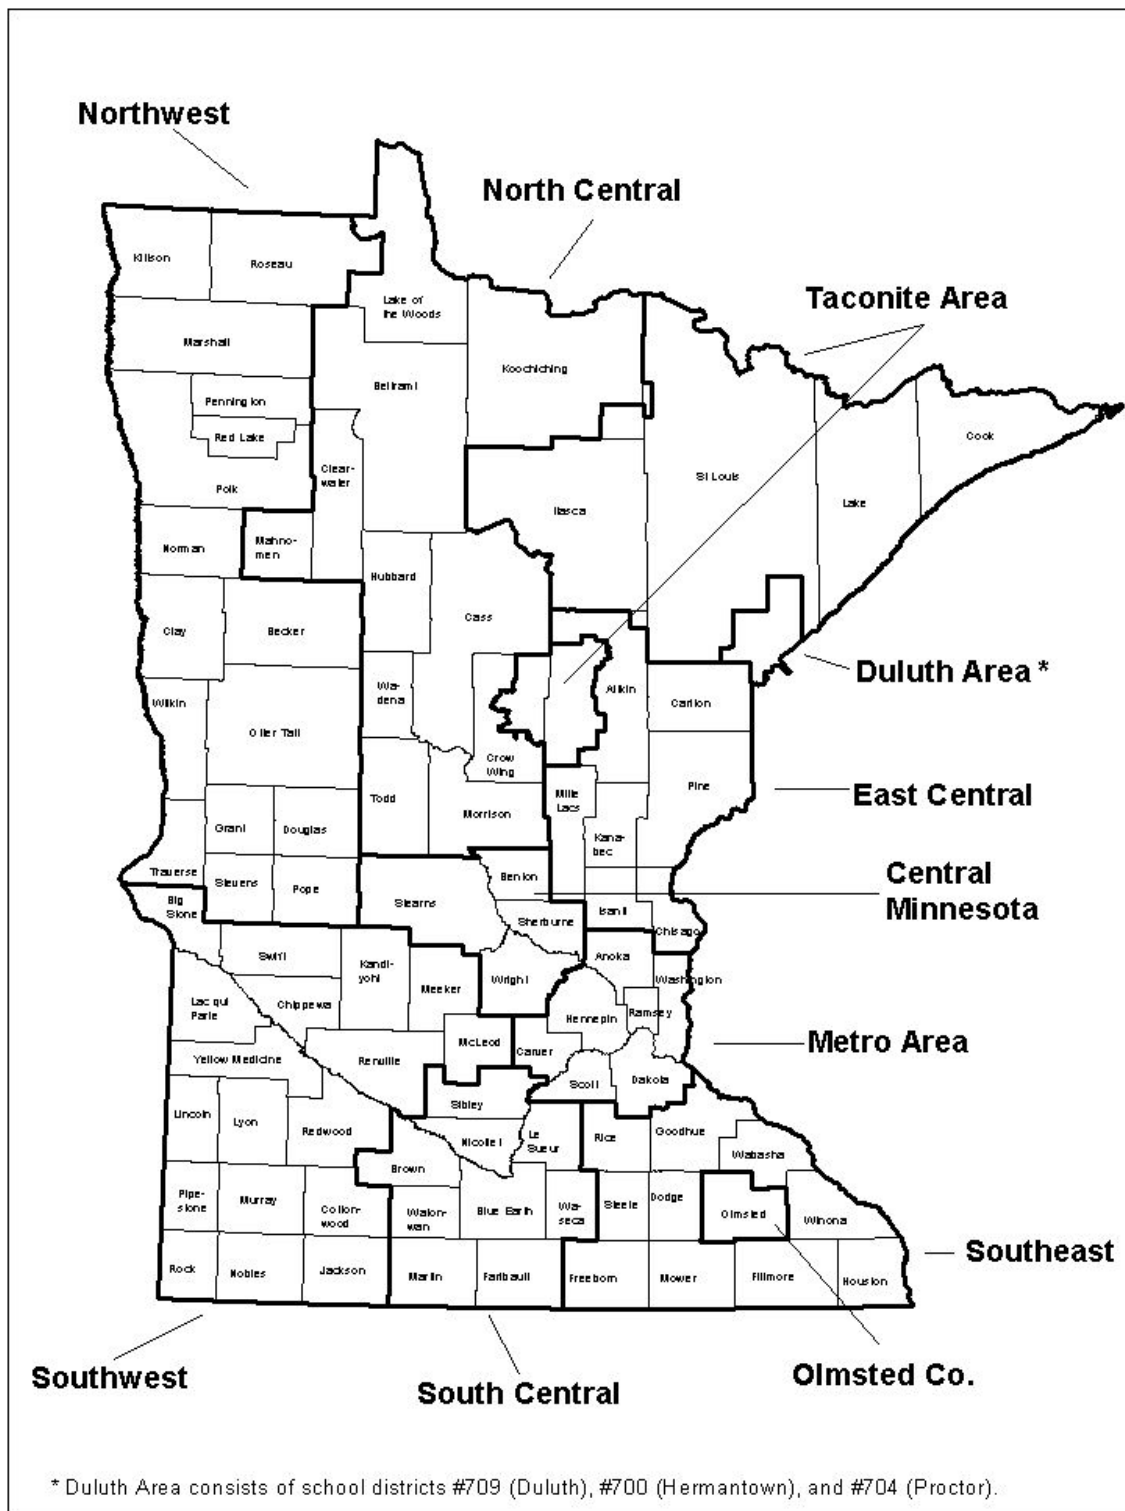 Northwest
North Central
Taconite Area
Kittson
Roseau
Lake of
the Woods
Marshall
Koochiching
Beltrami
Pennington
Red Lake
Cook
Clear-
water
St Louis
Polk
Lake
Itasca
Norman
Mahno-
men
Hubbard
Cass
Clay
Becker
Duluth Area *
Wilkin
Wa-
dena
Aitkin
Carlton
Otter Tail
Crow
Wing
Pine
East Central
Todd
Mille
Lacs
Morrison
Grant
Douglas
Kana-
bec
Traverse
Stevens
Pope
Benton
Central
Minnesota
Big
Stone
Stearns
Sherburne
Isanti
Chisago
Swift
Kandi-
yohi
Wright
Anoka
Washington
Meeker
Lac qui
Parle
Chippewa
Hennepin
Ramsey
Metro Area
McLeod
Carver
Yellow Medicine
Renville
Scott
Dakota
Sibley
Lincoln
Lyon
Redwood
Nicollet
Le
Sueur
Rice
Goodhue
Wabasha
Brown
Pipe-
stone
Murray
Cotton-
wood
Waton-
wan
Blue Earth
Wa-
seca
Steele
Dodge
Olmsted
Winona
Southeast
Rock
Nobles
Jackson
Martin
Faribault
Freeborn
Mower
Fillmore
Houston
Southwest
South Central
Olmsted Co.
* Duluth Area consists of school districts #709 (Duluth), #700 (Hermantown), and #704 (Proctor).